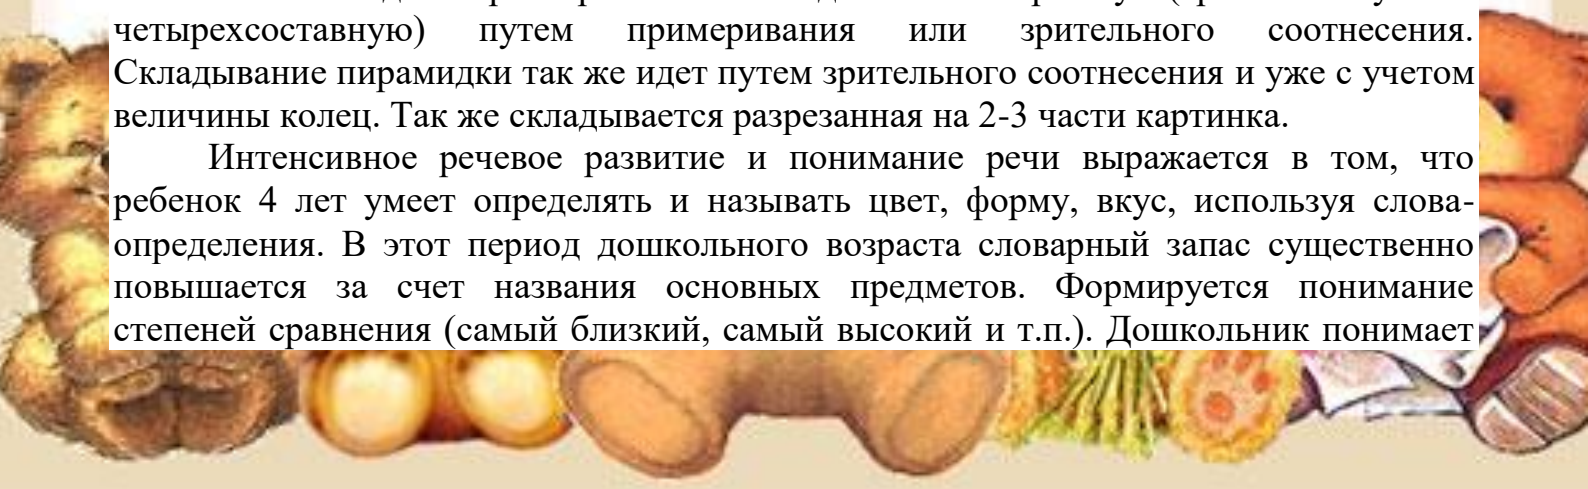 четырехсоставную) путем примеривания или зрительного соотнесения.
Складывание пирамидки так же идет путем зрительного соотнесения и уже с учетом
величины колец. Так же складывается разрезанная на 2-3 части картинка.
Интенсивное речевое развитие и понимание речи выражается в том, что
ребенок 4 лет умеет определять и называть цвет, форму, вкус, используя слова-
определения. В этот период дошкольного возраста словарный запас существенно
повышается за счет названия основных предметов. Формируется понимание
степеней сравнения (самый близкий, самый высокий и т.п.). Дошкольник понимает